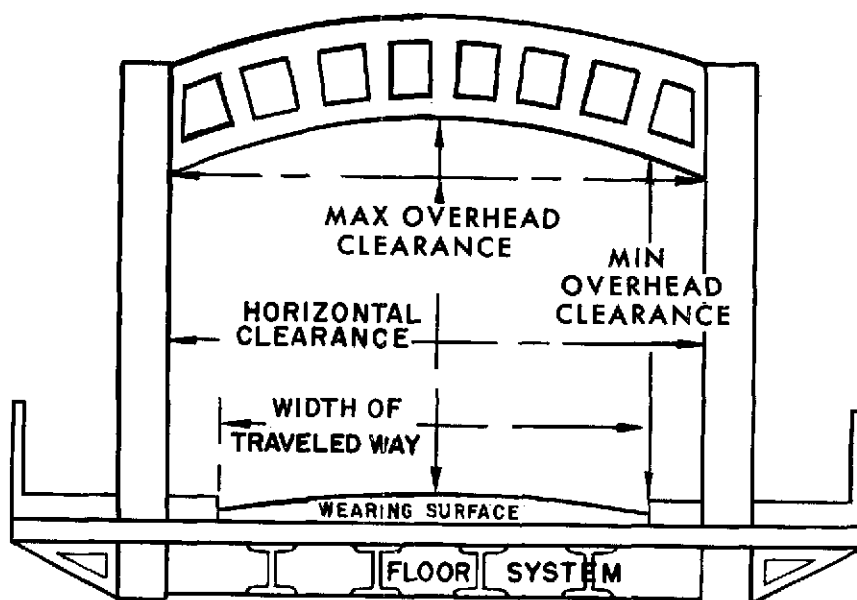 MAX OVERHEAD
CLEARANCE
MIN
OVERHEAD
CLEARANCE
HORIZONTAL
CLEARANCE
WIDTH OF
TRAVELED WAY
WEARING SURFACE
FLOOR SYSTEM